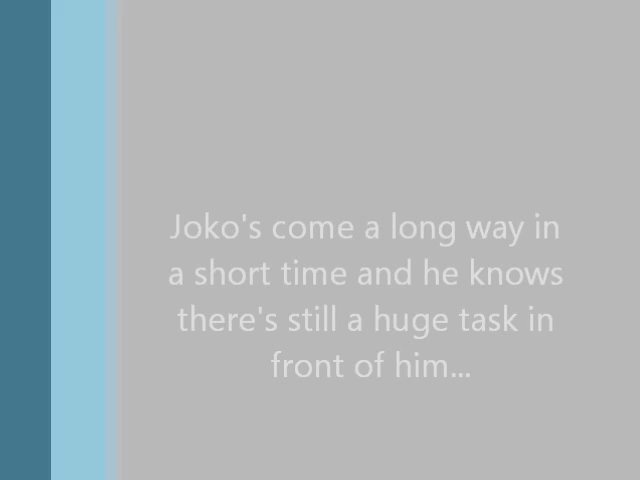 Joko's come a long way in
a short time and he knows
there's still a huge task in
front of him...